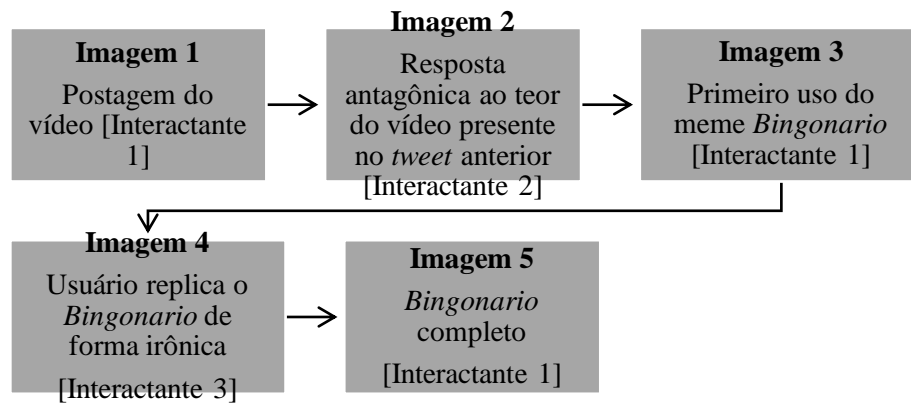 Imagem 1
Postagem do
vídeo [Interactante
1]
Imagem 2
Resposta
antagônica ao teor
do vídeo presente
no tweet anterior
[Interactante 2]
Imagem 3
Primeiro uso do
meme Bingonario
[Interactante 1]
Imagem 4
Usuário replica o
Bingonario de
forma irônica
[Interactante 3]
Imagem 5
Bingonario
completo
[Interactante 1]